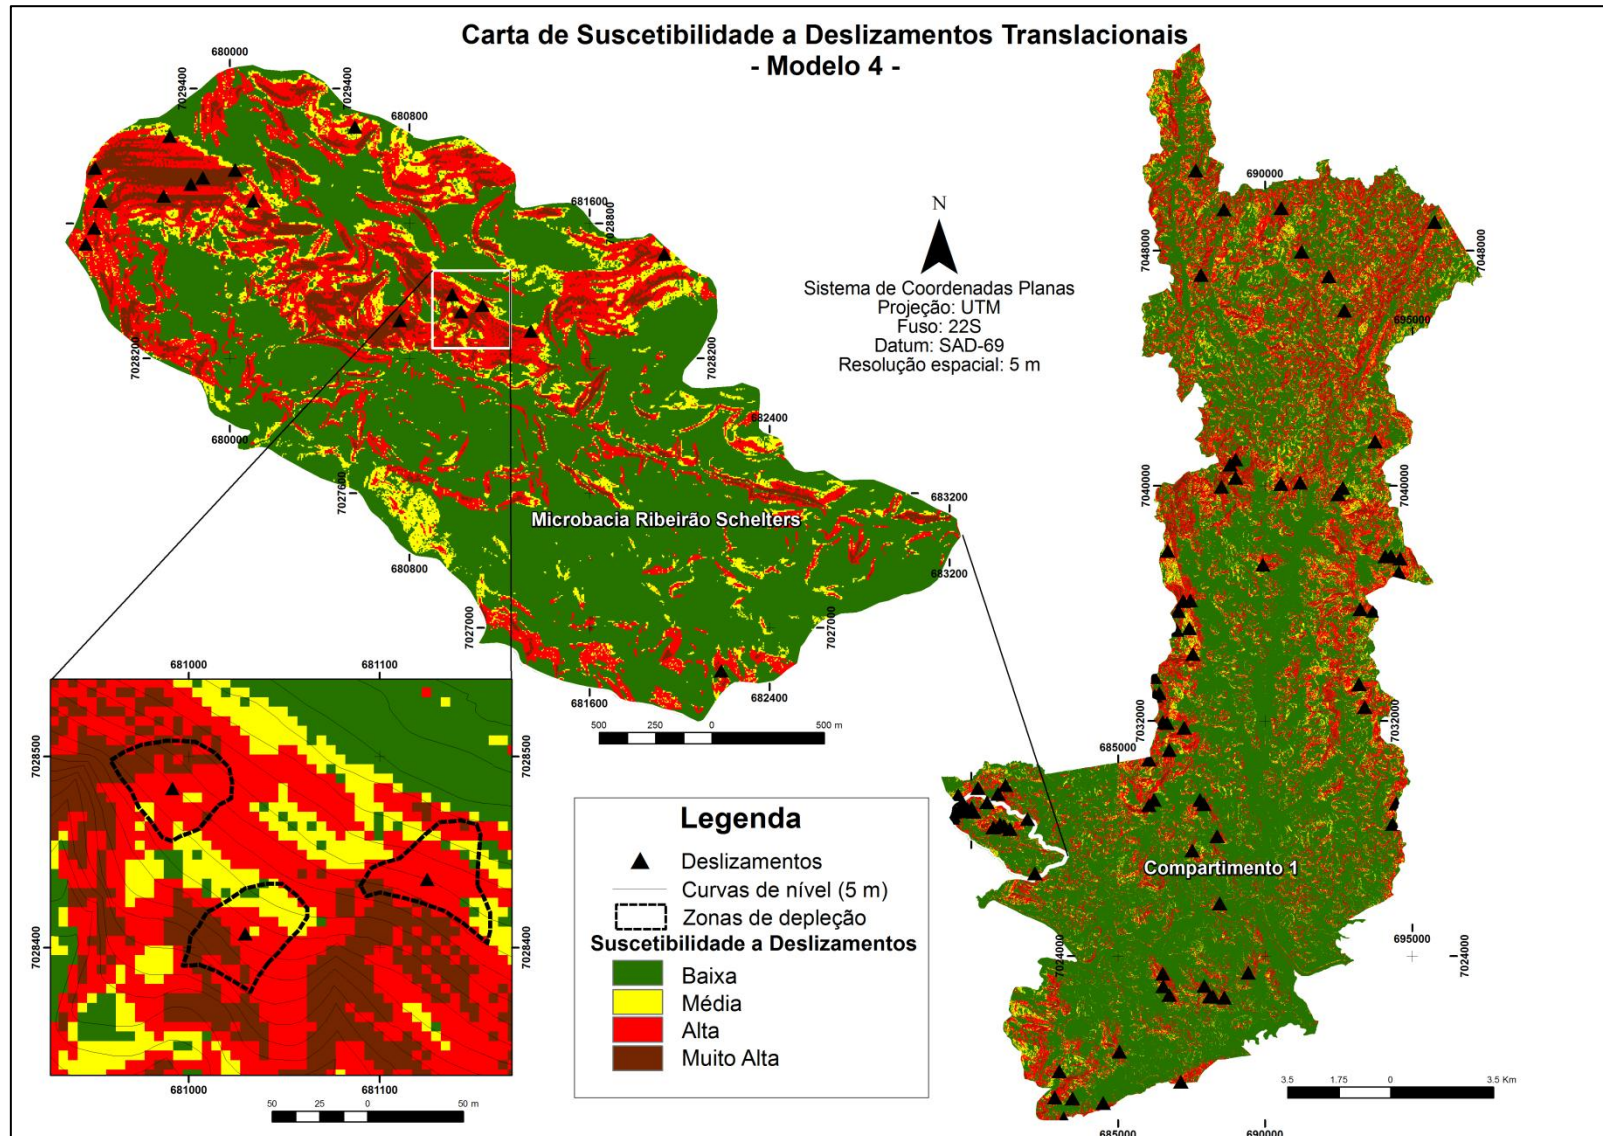 Carta de Suscetibilidade a Deslizamentos Translacionais
- Modelo 4 -
680000
7029400
7029400
680800
681600
7028800
7028200
7028200
680000
682400
7027600
683200
Microbacia Ribeirão Schelters
680800
683200
7027000
7027000
681600
682400
500 250 0 500 m
N
Sistema de Coordenadas Planas
Projeção: UTM
Fuso: 22S
Datum: SAD-69
Resolução espacial: 5 m
690000
7048000
7048000
695000
7040000
7040000
7032000
7032000
685000
Compartimento 1
695000
7024000
7024000
685000
690000
3.5 1.75 0 3.5 Km
681000
681100
7028500
7028500
7028400
7028400
681000
681100
50 25 0 50 m
Legenda
Deslizamentos
Curvas de nível (5 m)
Zonas de depleção
Suscetibilidade a Deslizamentos
Baixa
Média
Alta
Muito Alta